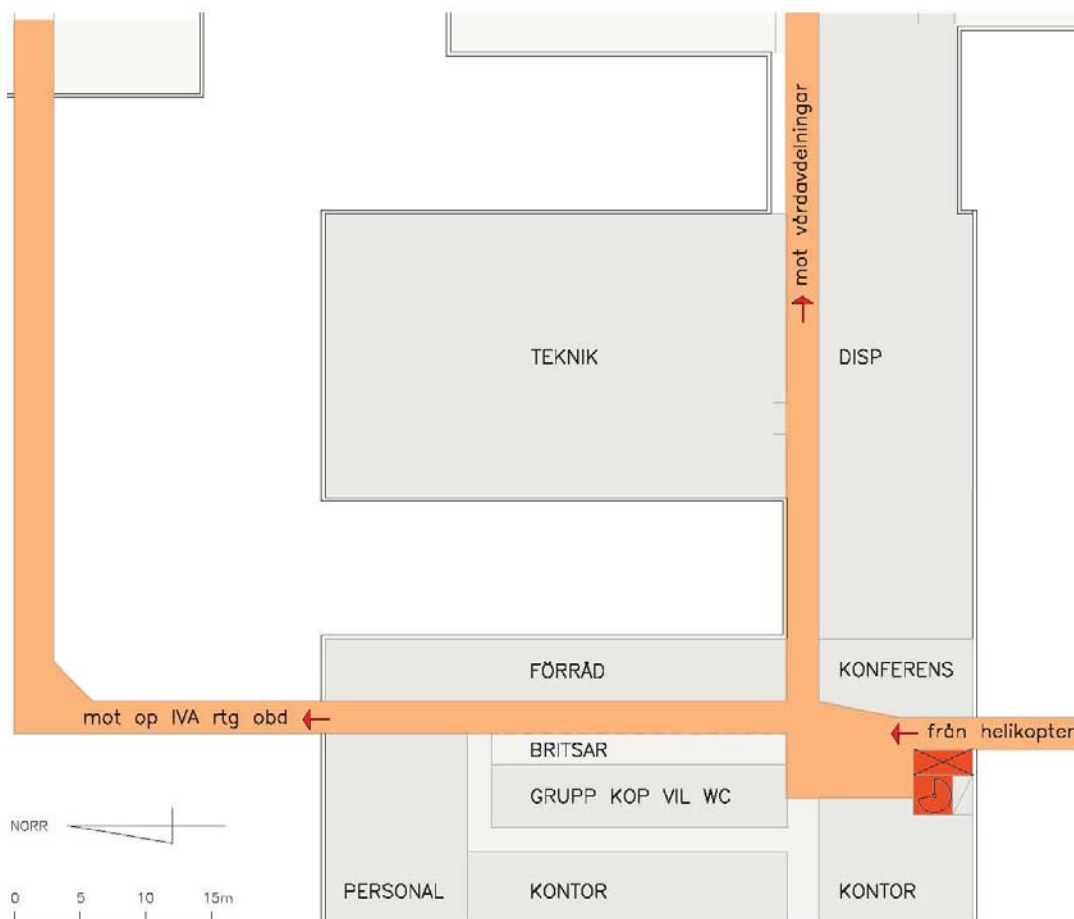 mot vårdavdelningar
TEKNIK
DISP
FÖRRÅD
KONFERENS
mot op IVA rtg obd
från helikopter
BRITSAR
GRUPP KOP VIL WC
NORR
PERSONAL
KONTOR
KONTOR
0 5 10 15m